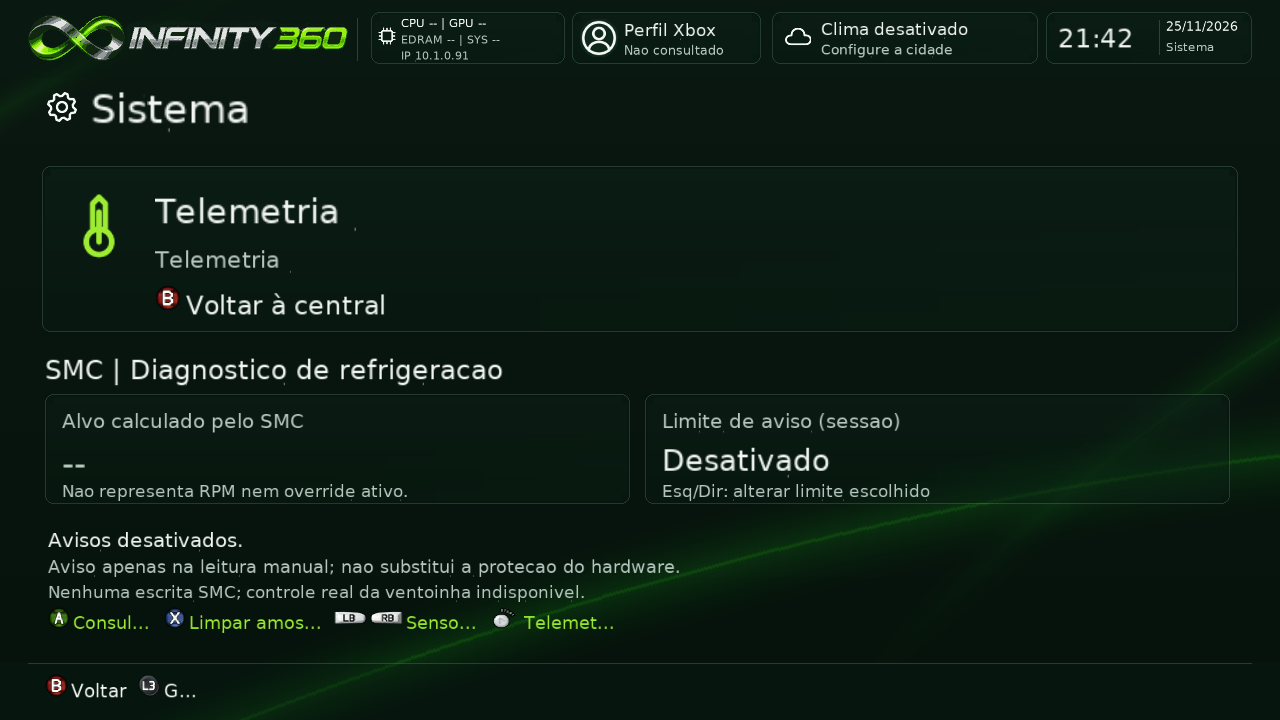 INFINITY 360
CPU -- | GPU --
EDRAM -- | SYS --
IP 10.1.0.91
Perfil Xbox
Nao consultado
Clima desativado
Configure a cidade
21:42
25/11/2026
Sistema
Sistema
Telemetria
Telemetria
B Voltar à central
SMC | Diagnostico de refrigeracao
Alvo calculado pelo SMC
--
Nao representa RPM nem override ativo.
Limite de aviso (sessao)
Desativado
Esq/Dir: alterar limite escolhido
Avisos desativados.
Aviso apenas na leitura manual; nao substitui a protecao do hardware.
Nenhuma escrita SMC; controle real da ventoinha indisponivel.
A Consul... X Limpar amos... LB RB Senso... Telemet...
B Voltar L3 G...